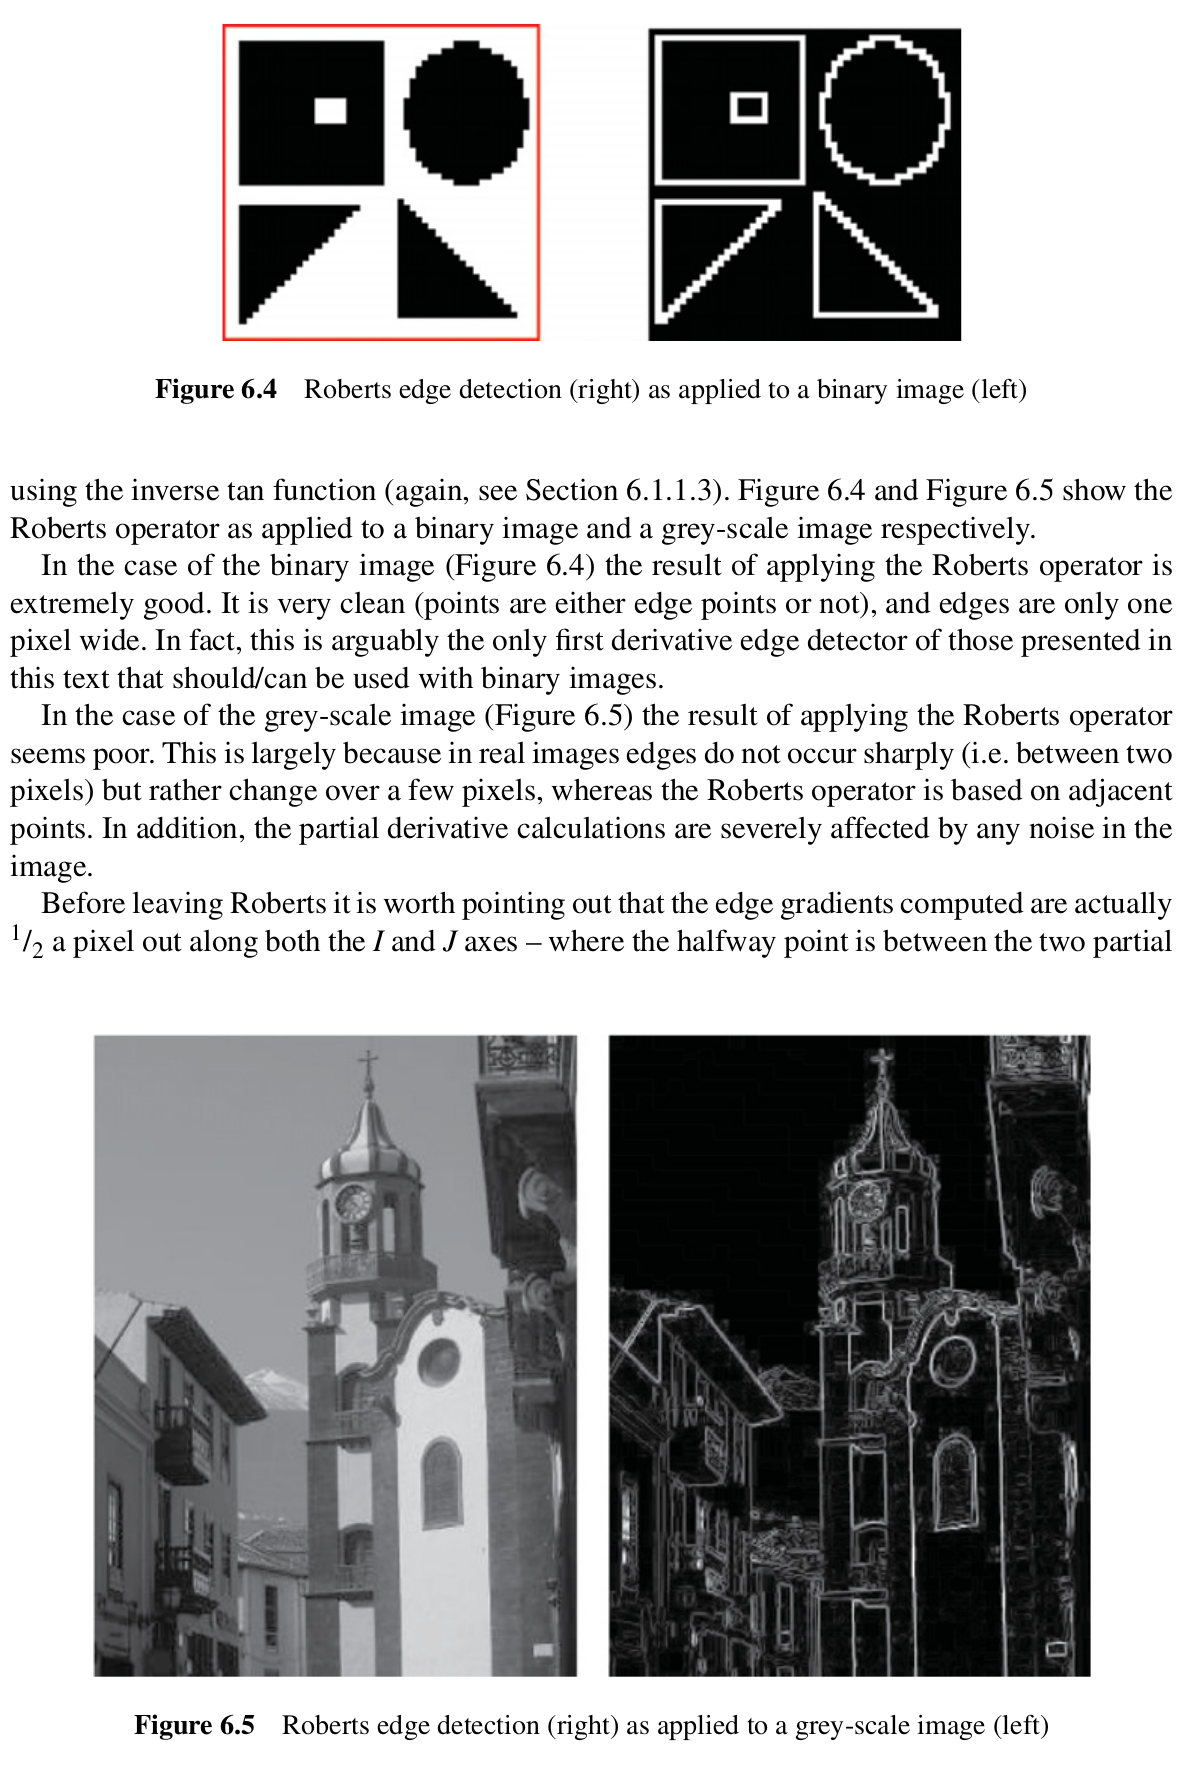 Figure 6.4 Roberts edge detection (right) as applied to a binary image (left)
using the inverse tan function (again, see Section 6.1.1.3). Figure 6.4 and Figure 6.5 show the
Roberts operator as applied to a binary image and a grey-scale image respectively.
In the case of the binary image (Figure 6.4) the result of applying the Roberts operator is
extremely good. It is very clean (points are either edge points or not), and edges are only one
pixel wide. In fact, this is arguably the only first derivative edge detector of those presented in
this text that should/can be used with binary images.
In the case of the grey-scale image (Figure 6.5) the result of applying the Roberts operator
seems poor. This is largely because in real images edges do not occur sharply (i.e. between two
pixels) but rather change over a few pixels, whereas the Roberts operator is based on adjacent
points. In addition, the partial derivative calculations are severely affected by any noise in the
image.
Before leaving Roberts it is worth pointing out that the edge gradients computed are actually
1/2 a pixel out along both the I and J axes – where the halfway point is between the two partial
Figure 6.5 Roberts edge detection (right) as applied to a grey-scale image (left)